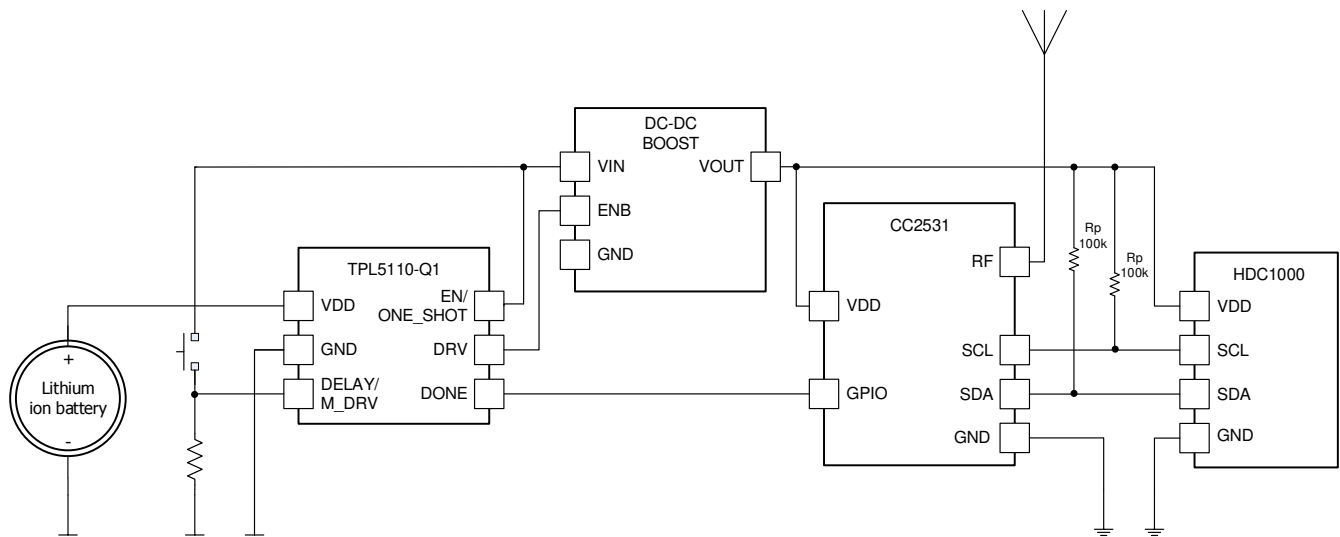 DC-DC
BOOST
VIN
VOUT
ENB
GND
TPL5110-Q1
VDD
EN/
ONE_SHOT
GND
DRV
DELAY/
M_DRV
DONE
+
Lithium
ion battery
-
CC2531
RF
VDD
SCL
GPIO
SDA
GND
Rp
100k
Rp
100k
HDC1000
VDD
SCL
SDA
GND